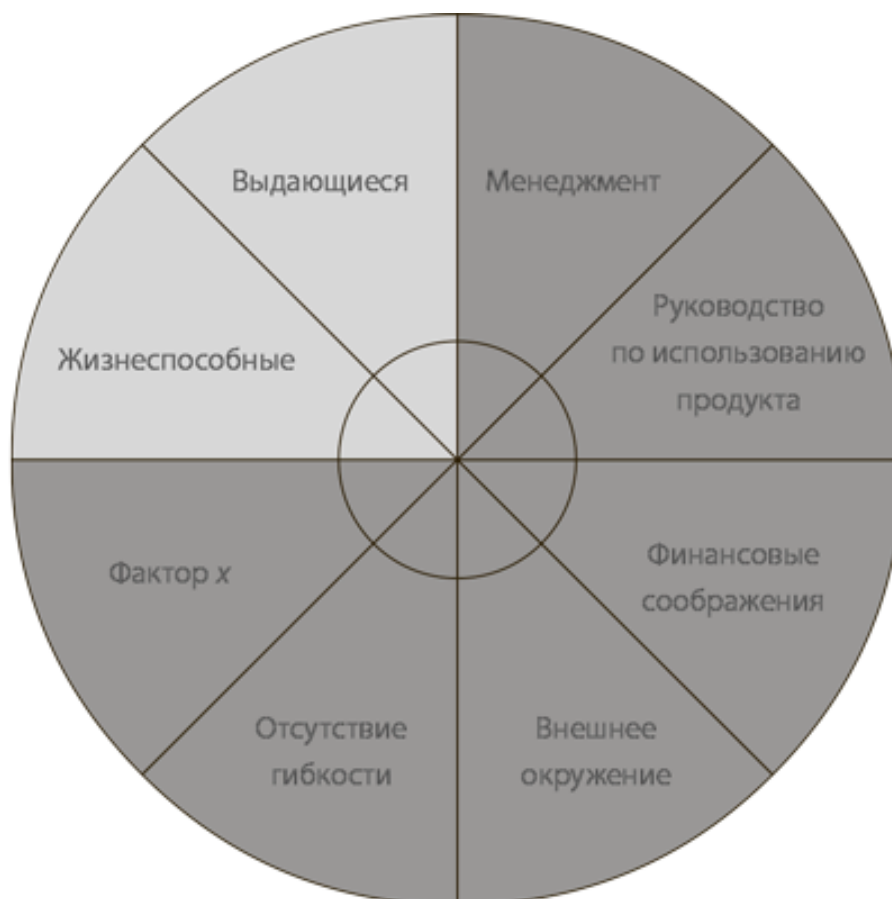 Выдающиеся
Менеджмент
Руководство
по использованию
продукта
Жизнеспособные
Финансовые
соображения
Фактор x
Отсутствие
гибкости
Внешнее
окружение